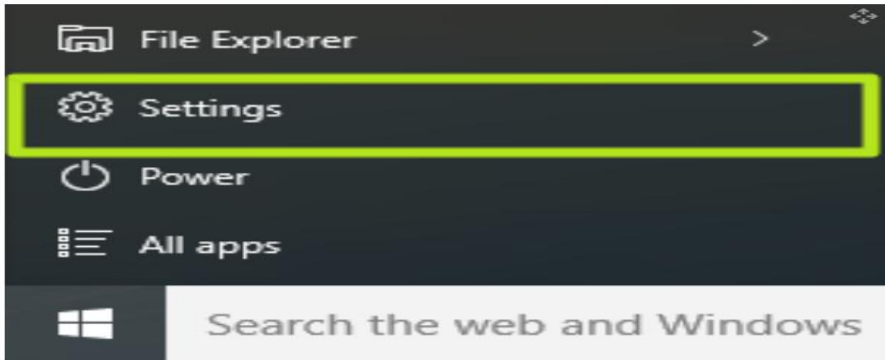 File Explorer
Settings
Power
All apps
Search the web and Windows